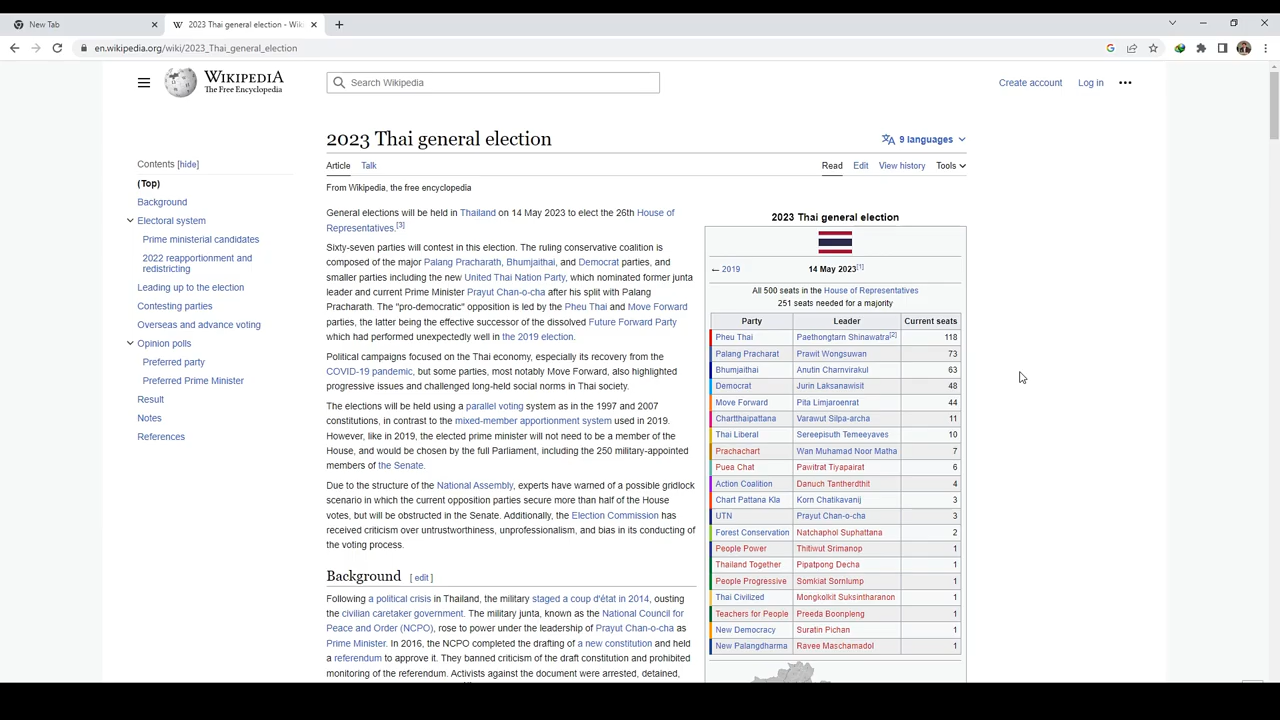 New Tab
2023 Thai general election - Wiki
en.wikipedia.org/wiki/2023_Thai_general_election
WIKIPEDIA
The Free Encyclopedia
Search Wikipedia
Create account
Log in
2023 Thai general election
9 languages
Article
Talk
Read
Edit
View history
Tools
From Wikipedia, the free encyclopedia
Contents [hide]
(Top)
Background
Electoral system
Prime ministerial candidates
2022 reapportionment and
redistricting
Leading up to the election
Contesting parties
Overseas and advance voting
Opinion polls
Preferred party
Preferred Prime Minister
Result
Notes
References
General elections will be held in Thailand on 14 May 2023 to elect the 26th House of
Representatives.[3]
Sixty-seven parties will contest in this election. The ruling conservative coalition is
composed of the major Palang Pracharath, Bhumjaithai, and Democrat parties, and
smaller parties including the new United Thai Nation Party, which nominated former junta
leader and current Prime Minister Prayut Chan-o-cha after his split with Palang
Pracharath. The "pro-democratic" opposition is led by the Pheu Thai and Move Forward
parties, the latter being the effective successor of the dissolved Future Forward Party
which had performed unexpectedly well in the 2019 election.
Political campaigns focused on the Thai economy, especially its recovery from the
COVID-19 pandemic, but some parties, most notably Move Forward, also highlighted
progressive issues and challenged long-held social norms in Thai society.
The elections will be held using a parallel voting system as in the 1997 and 2007
constitutions, in contrast to the mixed-member apportionment system used in 2019.
However, like in 2019, the elected prime minister will not need to be a member of the
House, and would be chosen by the full Parliament, including the 250 military-appointed
members of the Senate.
Due to the structure of the National Assembly, experts have warned of a possible gridlock
scenario in which the current opposition parties secure more than half of the House
votes, but will be obstructed in the Senate. Additionally, the Election Commission has
received criticism over untrustworthiness, unprofessionalism, and bias in its conducting of
the voting process.
Background [ edit ]
Following a political crisis in Thailand, the military staged a coup d'état in 2014, ousting
the civilian caretaker government. The military junta, known as the National Council for
Peace and Order (NCPO), rose to power under the leadership of Prayut Chan-o-cha as
Prime Minister. In 2016, the NCPO completed the drafting of a new constitution and held
a referendum to approve it. They banned criticism of the draft constitution and prohibited
monitoring of the referendum. Activists against the document were arrested, detained,
2023 Thai general election
← 2019 14 May 2023[1]
All 500 seats in the House of Representatives
251 seats needed for a majority
Party Leader Current seats
Pheu Thai Paethongtarn Shinawatra[2] 118
Palang Pracharat Prawit Wongsuwan 73
Bhumjaithai Anutin Charnvirakul 63
Democrat Jurin Laksanawisit 48
Move Forward Pita Limjaroenrat 44
Chartthaipattana Varawut Silpa-archa 11
Thai Liberal Sereepisuth Temeeyaves 10
Prachachart Wan Muhamad Noor Matha 7
Puea Chat Pawitrat Tiyapairat 6
Action Coalition Danuch Tantherdthit 4
Chart Pattana Kla Korn Chatikavanij 3
UTN Prayut Chan-o-cha 3
Forest Conservation Natchaphol Suphattana 2
People Power Thitiwut Srimanop 1
Thailand Together Pipatpong Decha 1
People Progressive Somkiat Sornlump 1
Thai Civilized Mongkolkit Suksintharanon 1
Teachers for People Preeda Boonpleng 1
New Democracy Suratin Pichan 1
New Palangdharma Ravee Maschamadol 1